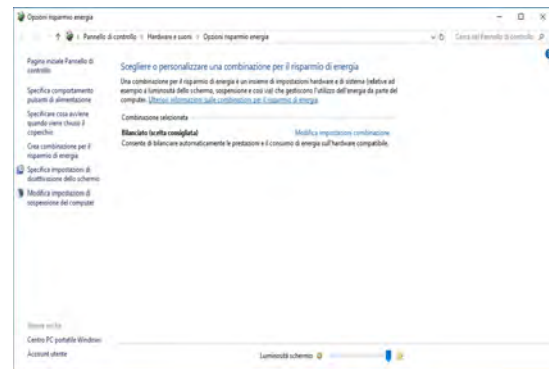 Opzioni risparmio energia
Pannello di controllo
Hardware e suoni
Opzioni risparmio energia
Cerca nel Pannello di controllo
Pagina iniziale Pannello di
controllo
Specifica comportamento
pulsanti di alimentazione
Specificare cosa avviene
quando viene chiuso il
coperchio
Crea combinazione per il
risparmio di energia
Specifica impostazioni di
disattivazione dello schermo
Modifica impostazioni di
sospensione del computer
Scegliere o personalizzare una combinazione per il risparmio di energia
Una combinazione per il risparmio di energia è un insieme di impostazioni hardware e di sistema (relative ad
esempio a luminosità dello schermo, sospensione e così via) che gestiscono l'utilizzo dell'energia da parte del
computer. Ulteriori informazioni sulle combinazioni per il risparmio di energia
Combinazione selezionata
Bilanciato (scelta consigliata)
Modifica impostazioni combinazione
Consente di bilanciare automaticamente le prestazioni e il consumo di energia sull'hardware compatibile.
Vedere anche
Centro PC portatile Windows
Account utente
Luminosità schermo